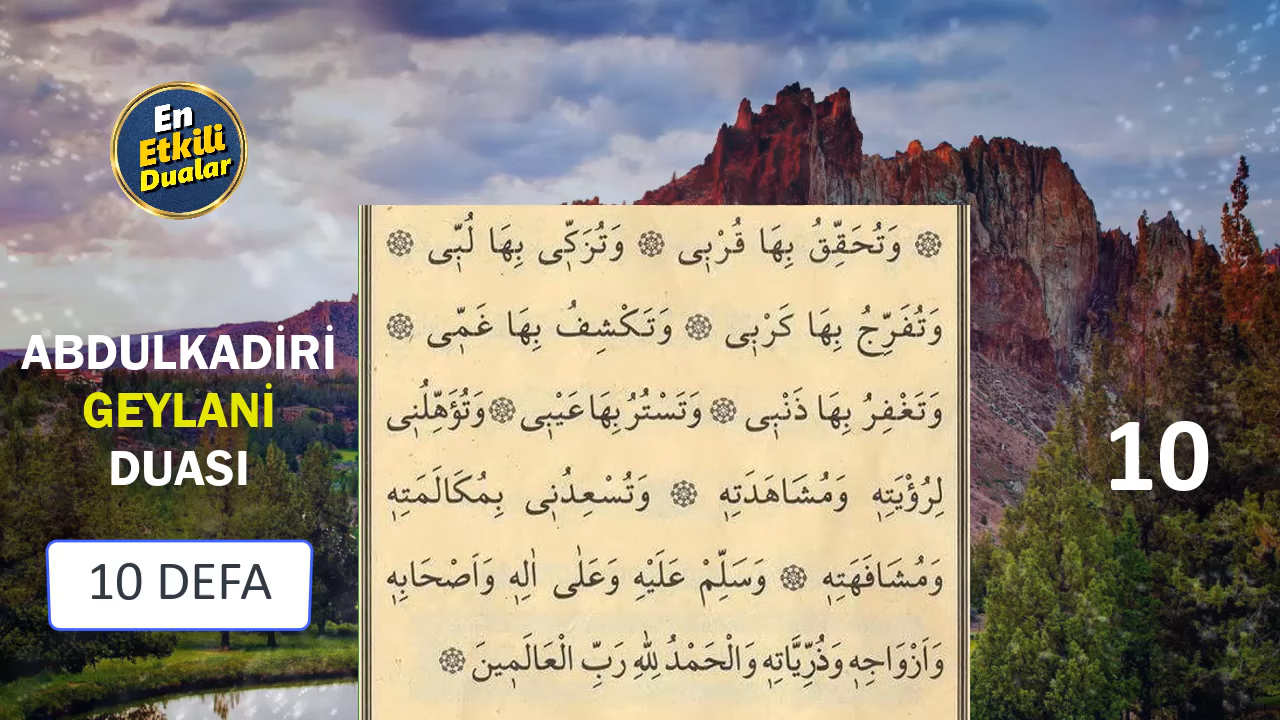 En
Etkili
Dualar
ABDULKADİRİ
GEYLANİ
DUASI
10 DEFA
۞ وَتُحَقِّقُ بِهَا قُرْبٖى ۞ وَتُزَكّٖى بِهَا لُبّٖى ۞
وَتُفَرِّجُ بِهَا كَرْبٖى ۞ وَتَكْشِفُ بِهَا غَمّٖى ۞
وَتَغْفِرُ بِهَا ذَنْبٖى ۞ وَتَسْتُرُ بِهَا عَيْبٖى ۞ وَتُؤَهِّلُنٖى
لِرُؤْيَتِهٖ وَمُشَاهَدَتِهٖ ۞ وَتُسْعِدُنٖى بِمُكَالَمَتِهٖ
وَمُشَافَهَتِهٖ ۞ وَسَلِّمْ عَلَيْهِ وَعَلٰى اٰلِهٖ وَاَصْحَابِهٖ
وَاَزْوَاجِهٖ وَذُرِّيَّاتِهٖ وَالْحَمْدُ لِلّٰهِ رَبِّ الْعَالَمٖينَ ۞
10